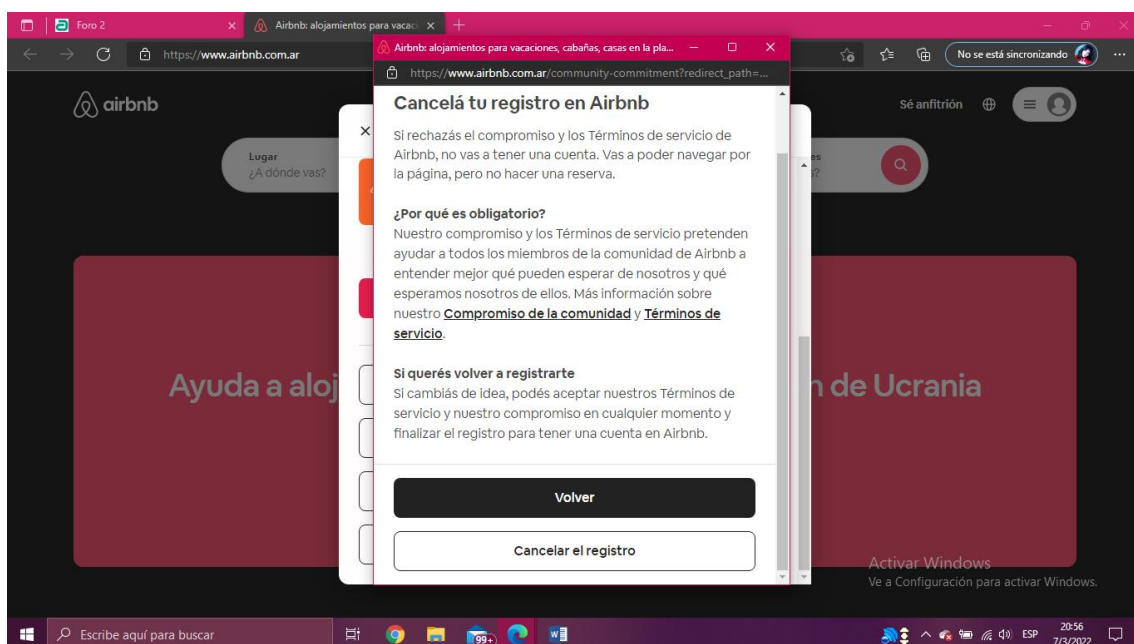 Foro 2
Airbnb: alojamientos para vacaci
https://www.airbnb.com.ar
No se está sincronizando
airbnb
Sé anfitrión
Lugar
¿A dónde vas?
es
s?
Airbnb: alojamientos para vacaciones, cabañas, casas en la pla...
https://www.airbnb.com.ar/community-commitment?redirect_path=...
Cancelá tu registro en Airbnb
Si rechazás el compromiso y los Términos de servicio de
Airbnb, no vas a tener una cuenta. Vas a poder navegar por
la página, pero no hacer una reserva.
¿Por qué es obligatorio?
Nuestro compromiso y los Términos de servicio pretenden
ayudar a todos los miembros de la comunidad de Airbnb a
entender mejor qué pueden esperar de nosotros y qué
esperamos nosotros de ellos. Más información sobre
nuestro Compromiso de la comunidad y Términos de
servicio.
Si querés volver a registrarte
Si cambiás de idea, podés aceptar nuestros Términos de
servicio y nuestro compromiso en cualquier momento y
finalizar el registro para tener una cuenta en Airbnb.
Volver
Cancelar el registro
Ayuda a aloj
n de Ucrania
Activar Windows
Ve a Configuración para activar Windows.
Escribe aquí para buscar
99+
ESP
20:56
7/3/2022